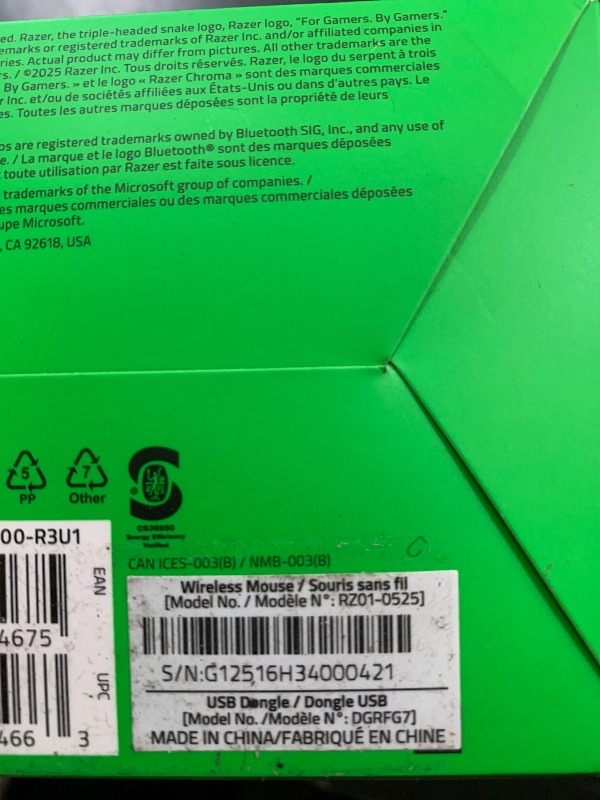 ed. Razer, the triple-headed snake logo, Razer logo, "For Gamers. By Gamers."
emarks or registered trademarks of Razer Inc. and/or affiliated companies in
ries. Actual product may differ from pictures. All other trademarks are the
rs. / ©2025 Razer Inc. Tous droits réservés. Razer, le logo du serpent à trois
By Gamers. » et le logo « Razer Chroma » sont des marques commerciales
r Inc. et/ou de sociétés affiliées aux États-Unis ou dans d'autres pays. Le
es. Toutes les autres marques déposées sont la propriété de leurs
os are registered trademarks owned by Bluetooth SIG, Inc., and any use of
e. / La marque et le logo Bluetooth® sont des marques déposées
toute utilisation par Razer est faite sous licence.
trademarks of the Microsoft group of companies. /
es marques commerciales ou des marques commerciales déposées
upe Microsoft.
, CA 92618, USA
5
PP
7
Other
S
CS36950
Energy Efficiency
Verified
00-R3U1
EAN
4675
UPC
466 3
CAN ICES-003(B) / NMB-003(B)
Wireless Mouse / Souris sans fil
[Model No. / Modèle N°: RZ01-0525]
S/N:G12516H34000421
USB Dongle / Dongle USB
[Model No. /Modèle N°: DGRFG7]
MADE IN CHINA/FABRIQUÉ EN CHINE